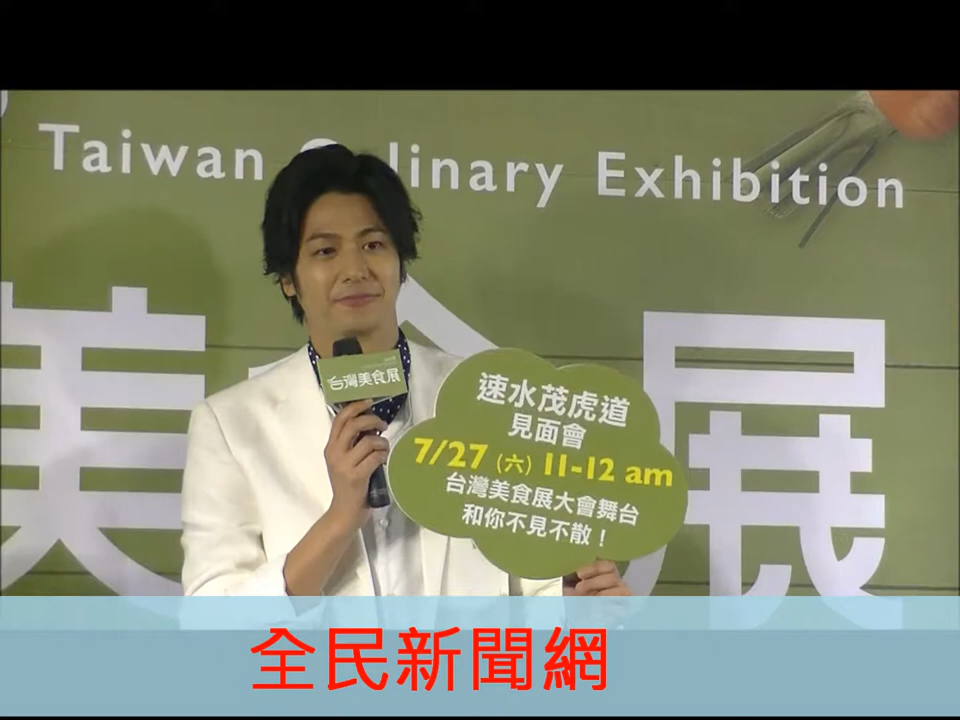 Taiwan Culinary Exhibition
美食展
台灣美食展
速水茂虎道
見面會
7/27 (六) 11-12 am
台灣美食展大會舞台
和你不見不散！
全民新聞網